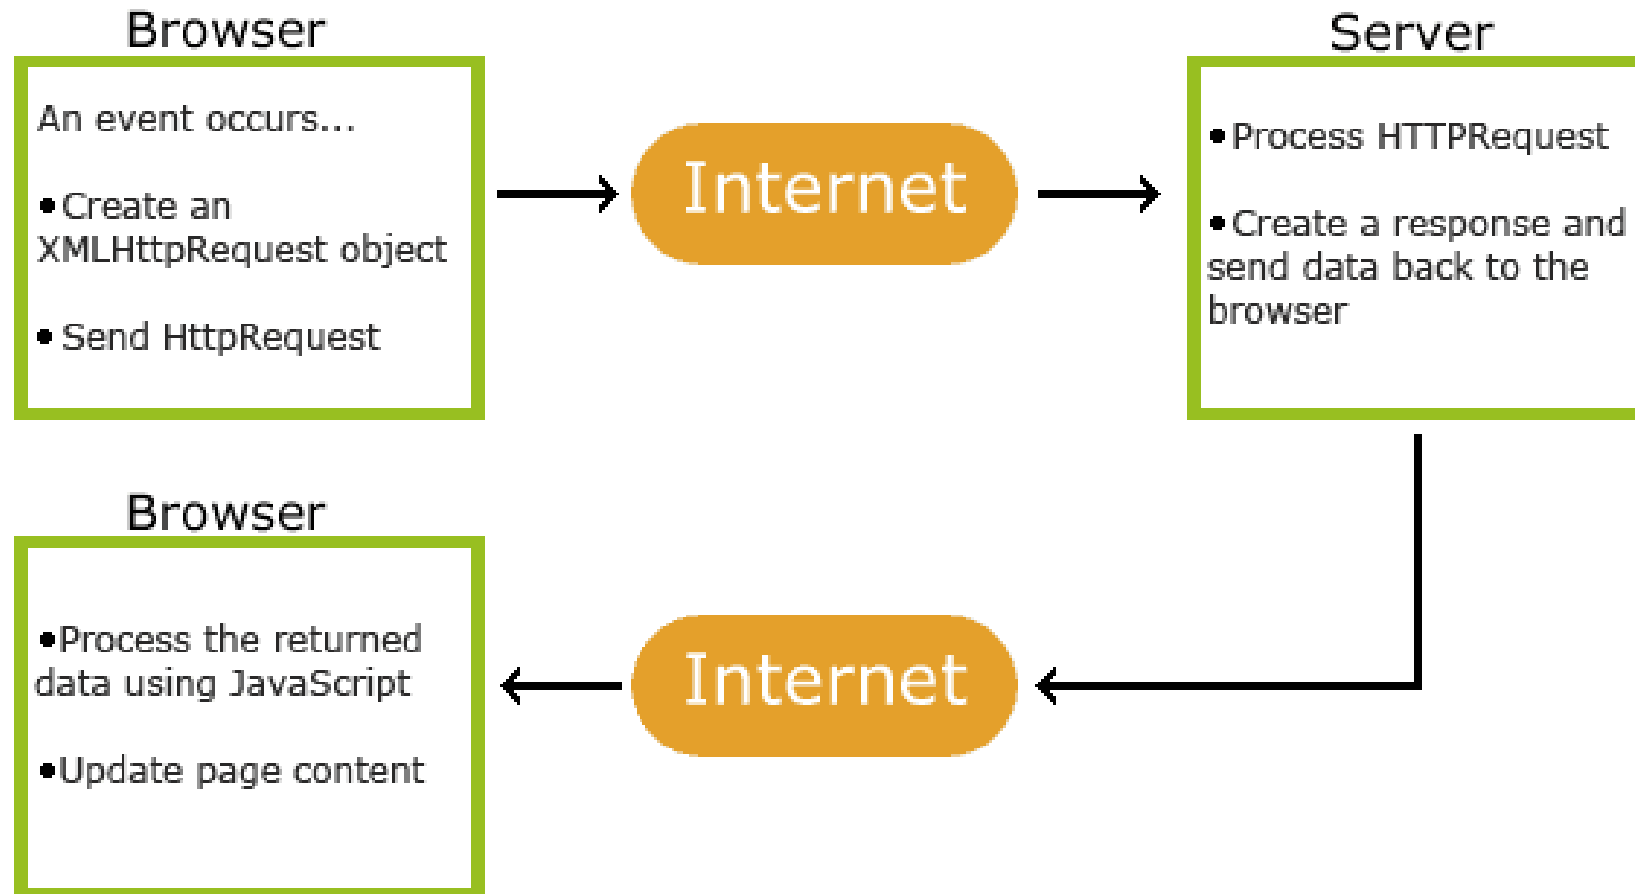 Browser
An event occurs...
•Create an
XMLHttpRequest object
• Send HttpRequest
Internet
Server
•Process HTTPRequest
•Create a response and
send data back to the
browser
Browser
•Process the returned
data using JavaScript
•Update page content
Internet